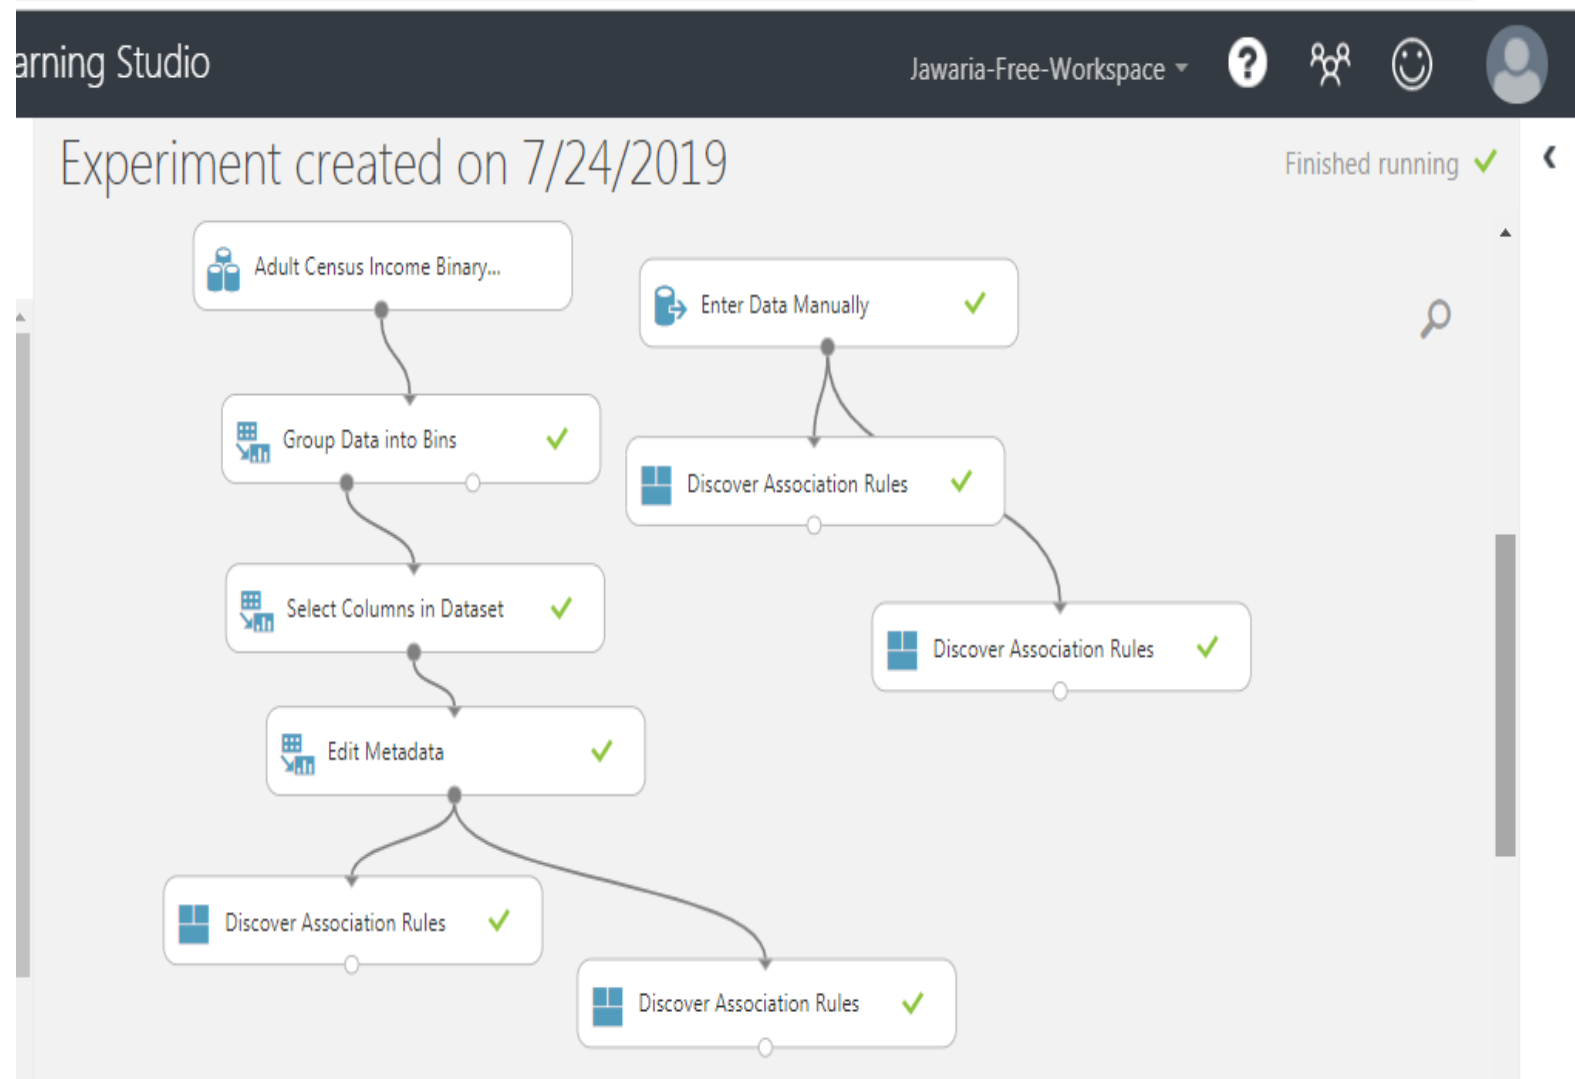 arning Studio
Jawaria-Free-Workspace
?
Experiment created on 7/24/2019
Finished running
Adult Census Income Binary...
Enter Data Manually
Group Data into Bins
Discover Association Rules
Select Columns in Dataset
Discover Association Rules
Edit Metadata
Discover Association Rules
Discover Association Rules